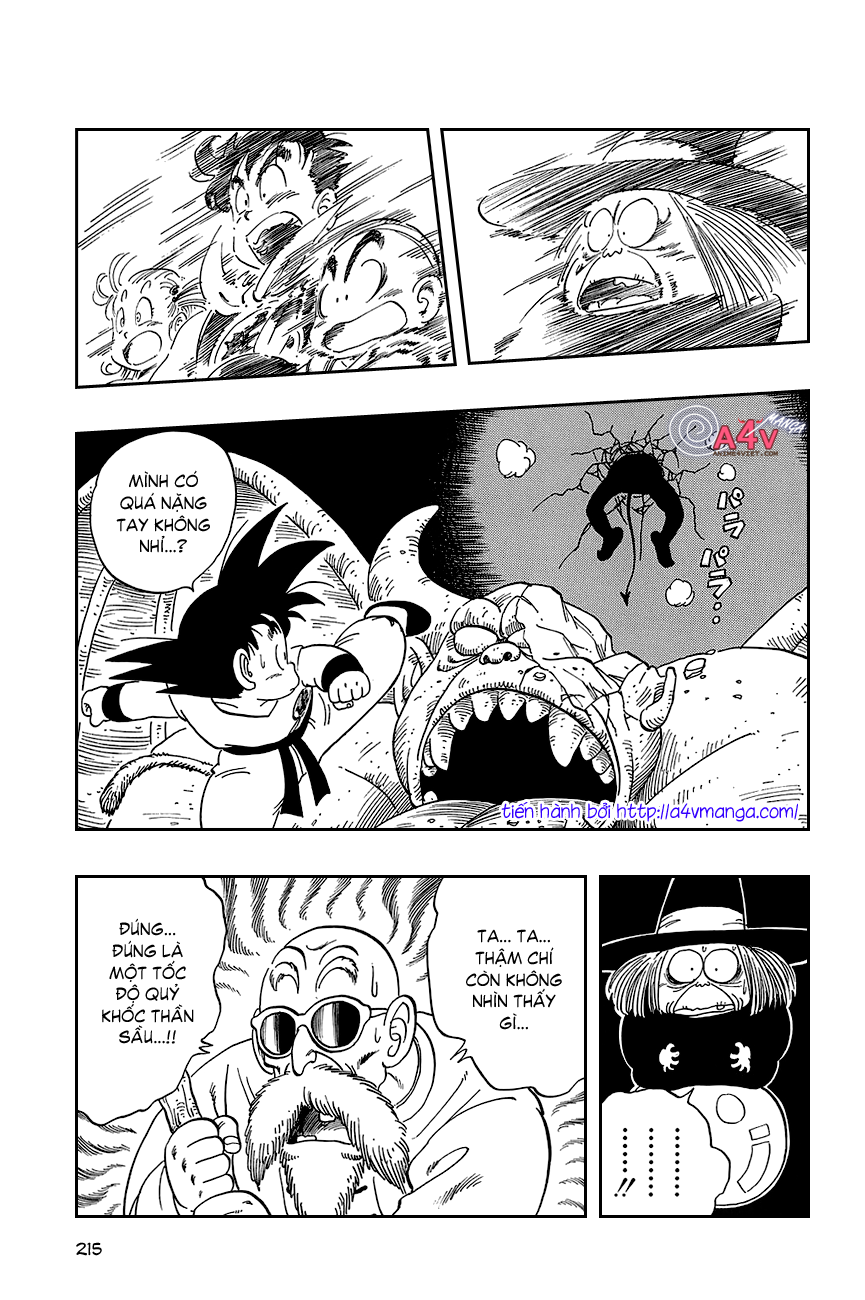 A4V
MANGA
ANIME4VIET.COM
MÌNH CÓ
QUÁ NẶNG
TAY KHÔNG
NHỈ...?
パラ
パラ・・
tiến hành bởi http://a4vmanga.com/
TA... TA...
THẬM CHÍ
CÒN KHÔNG
NHÌN THẤY
GÌ...
ĐÚNG...
ĐÚNG LÀ
MỘT TỐC
ĐỘ QUỶ
KHỐC THẦN
SẦU...!!
.........!!
215